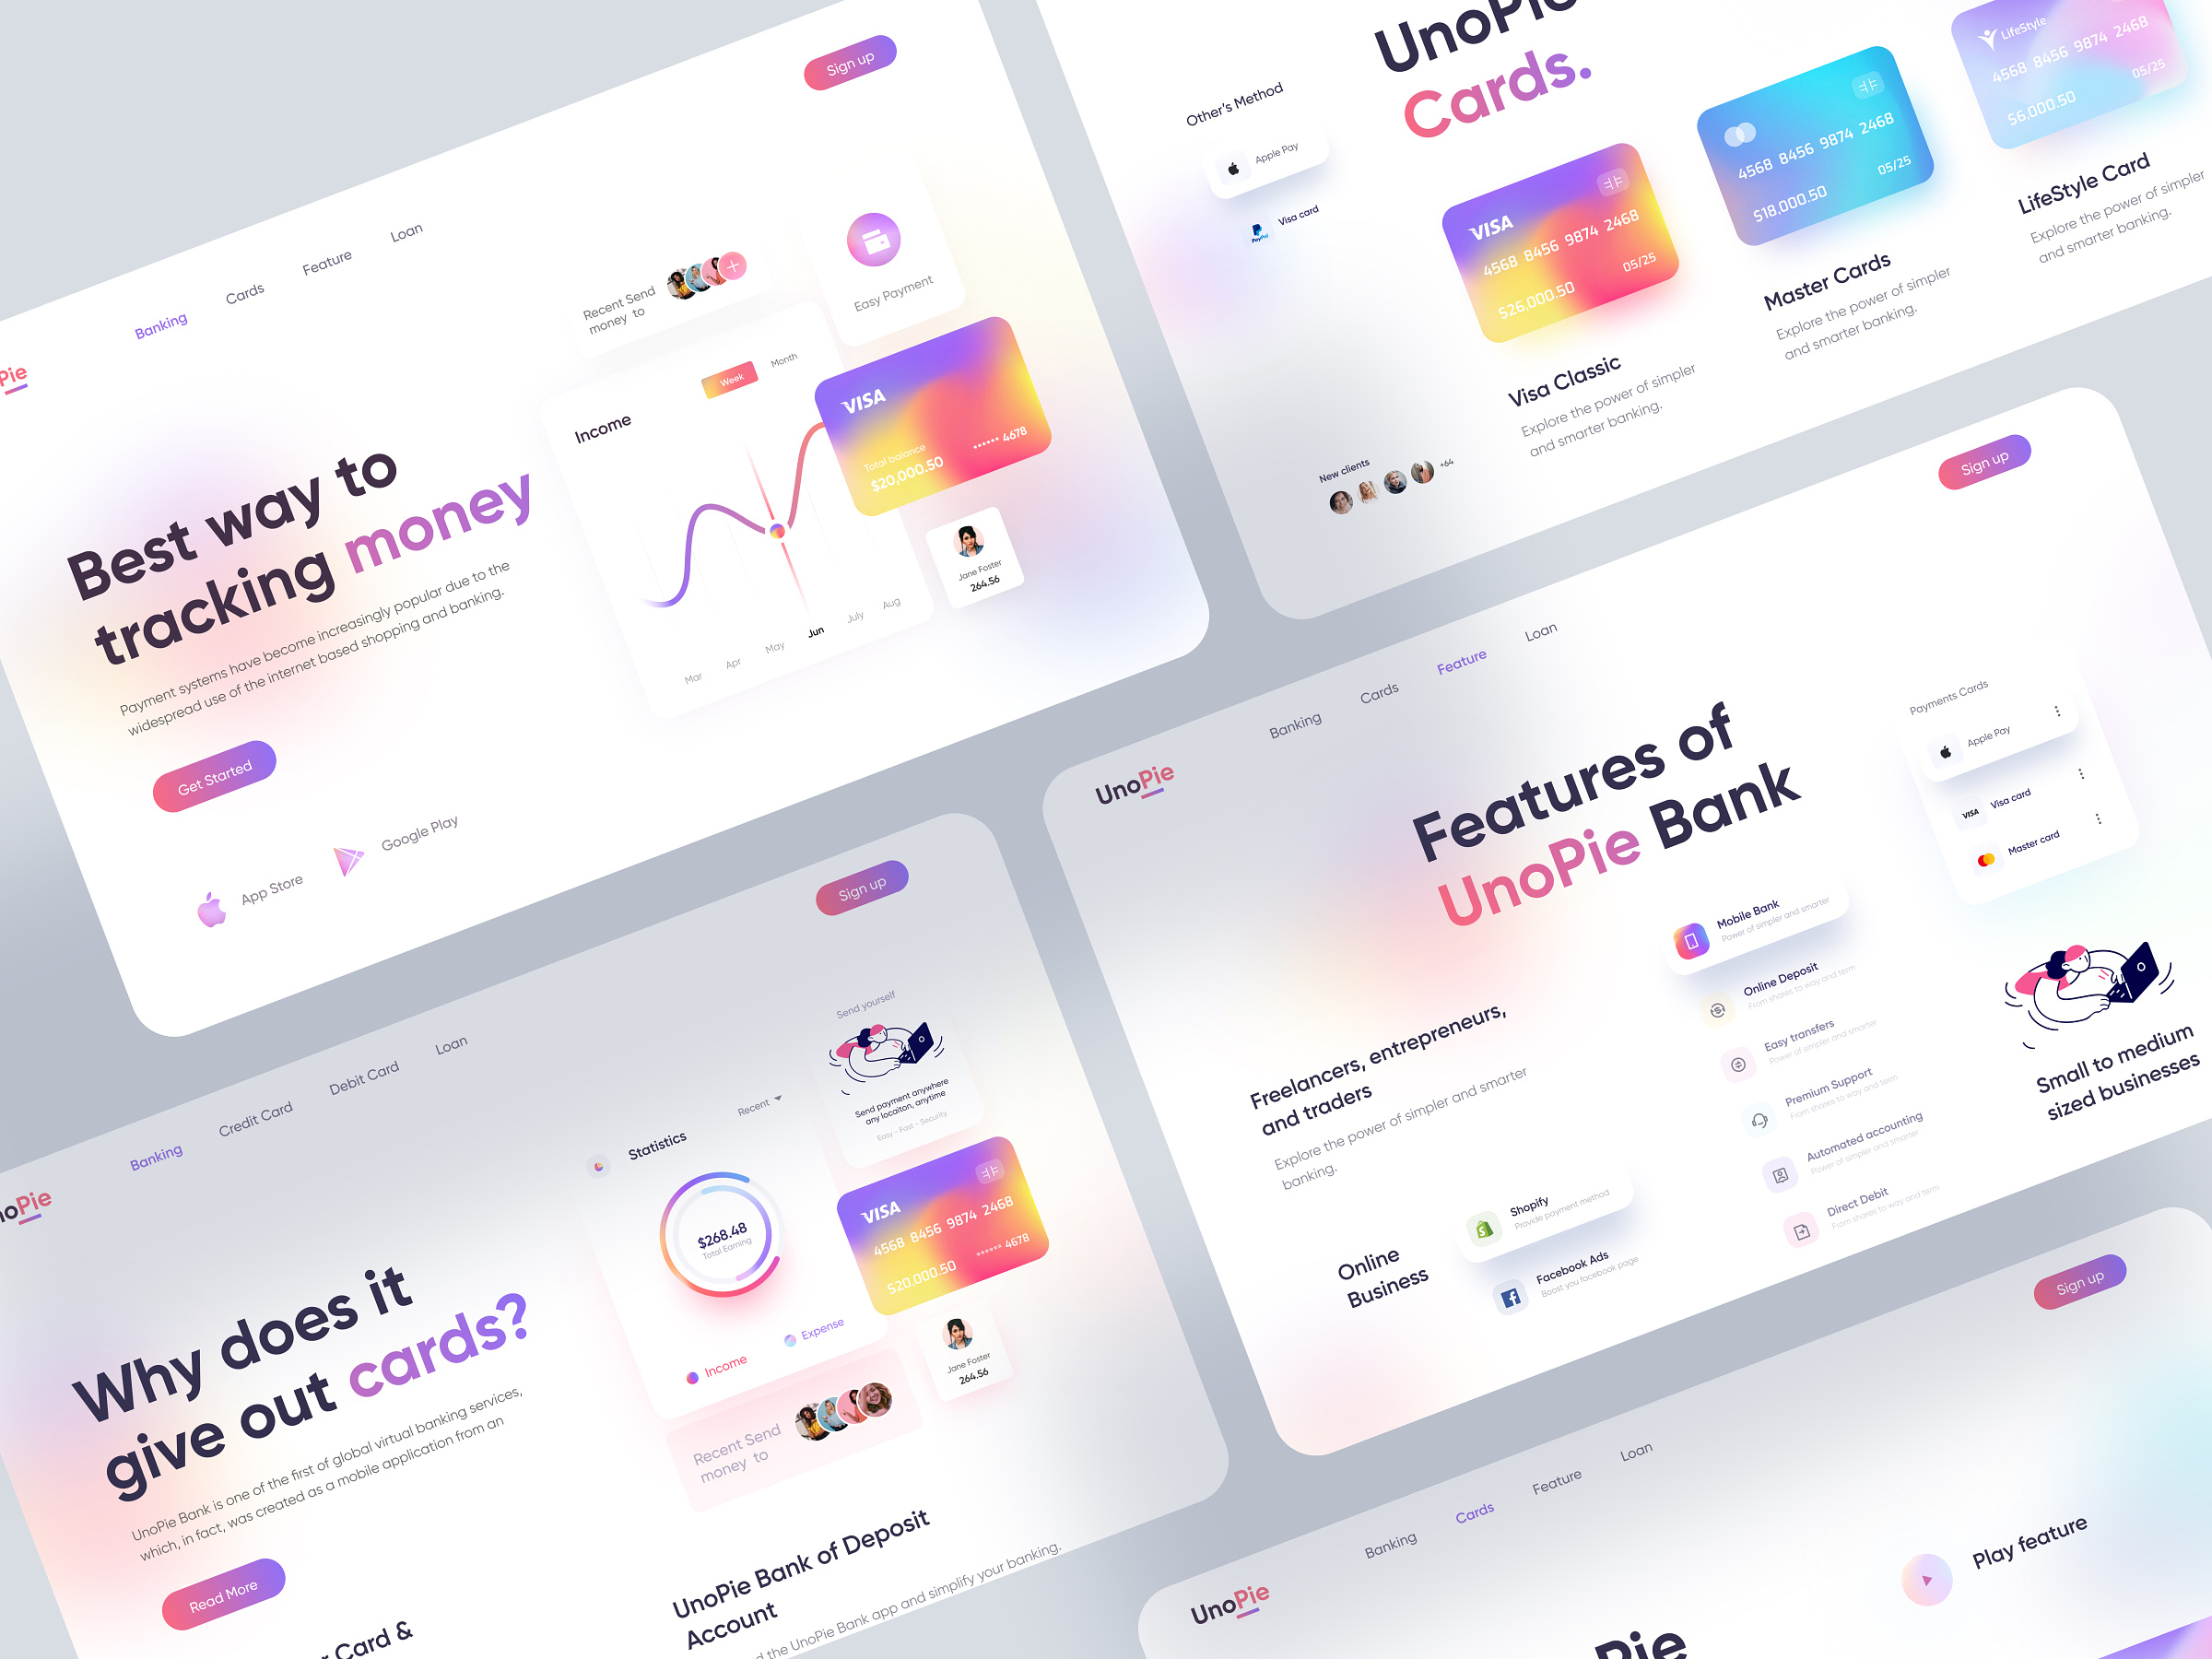 Sign up
Banking
Cards
Feature
Loan
Pie
Best way to
tracking money
Payment systems have become increasingly popular due to the
widespread use of the internet based shopping and banking.
Get Started
App Store
Google Play
Recent Send
money to
Easy Payment
Income
Week
Month
Mar
Apr
May
Jun
July
Aug
VISA
Total balance
$20,000.50
•••••• 4678
Jane Foster
264.56
UnoPie
Cards.
Other's Method
Apple Pay
PayPal
Visa card
New clients
+64
VISA
4568 8456 9874 2468
05/25
$26,000.50
Visa Classic
Explore the power of simpler
and smarter banking.
4568 8456 9874 2468
05/25
$18,000.50
Master Cards
Explore the power of simpler
and smarter banking.
LifeStyle
4568 8456 9874 2468
05/25
$6,000.50
LifeStyle Card
Explore the power of simpler
and smarter banking.
Sign up
Banking
Credit Card
Debit Card
Loan
noPie
Why does it
give out cards?
UnoPie Bank is one of the first of global virtual banking services,
which, in fact, was created as a mobile application from an
Read More
Card &
Statistics
Recent
$268.48
Total Earning
Income
Expense
Send yourself
Send payment anywhere
any locaiton, anytime
Easy - Fast - Security
VISA
4568 8456 9874 2468
•••••• 4678
$20,000.50
Jane Foster
264.56
Recent Send
money to
UnoPie Bank of Deposit
Account
the UnoPie Bank app and simplify your banking.
Sign up
UnoPie
Banking
Cards
Feature
Loan
Features of
UnoPie Bank
Freelancers, entrepreneurs,
and traders
Explore the power of simpler and smarter
banking.
Online
Business
Shopify
Provide payment method
Facebook Ads
Boost you facebook page
Mobile Bank
Power of simpler and smarter
Online Deposit
From shares to way and term
Easy transfers
Power of simpler and smarter
Premium Support
From shares to way and term
Automated accounting
Power of simpler and smarter
Direct Debit
From shares to way and term
Payments Cards
Apple Pay
VISA
Visa card
Master card
Small to medium
sized businesses
Sign up
UnoPie
Banking
Cards
Feature
Loan
Play feature
Pie